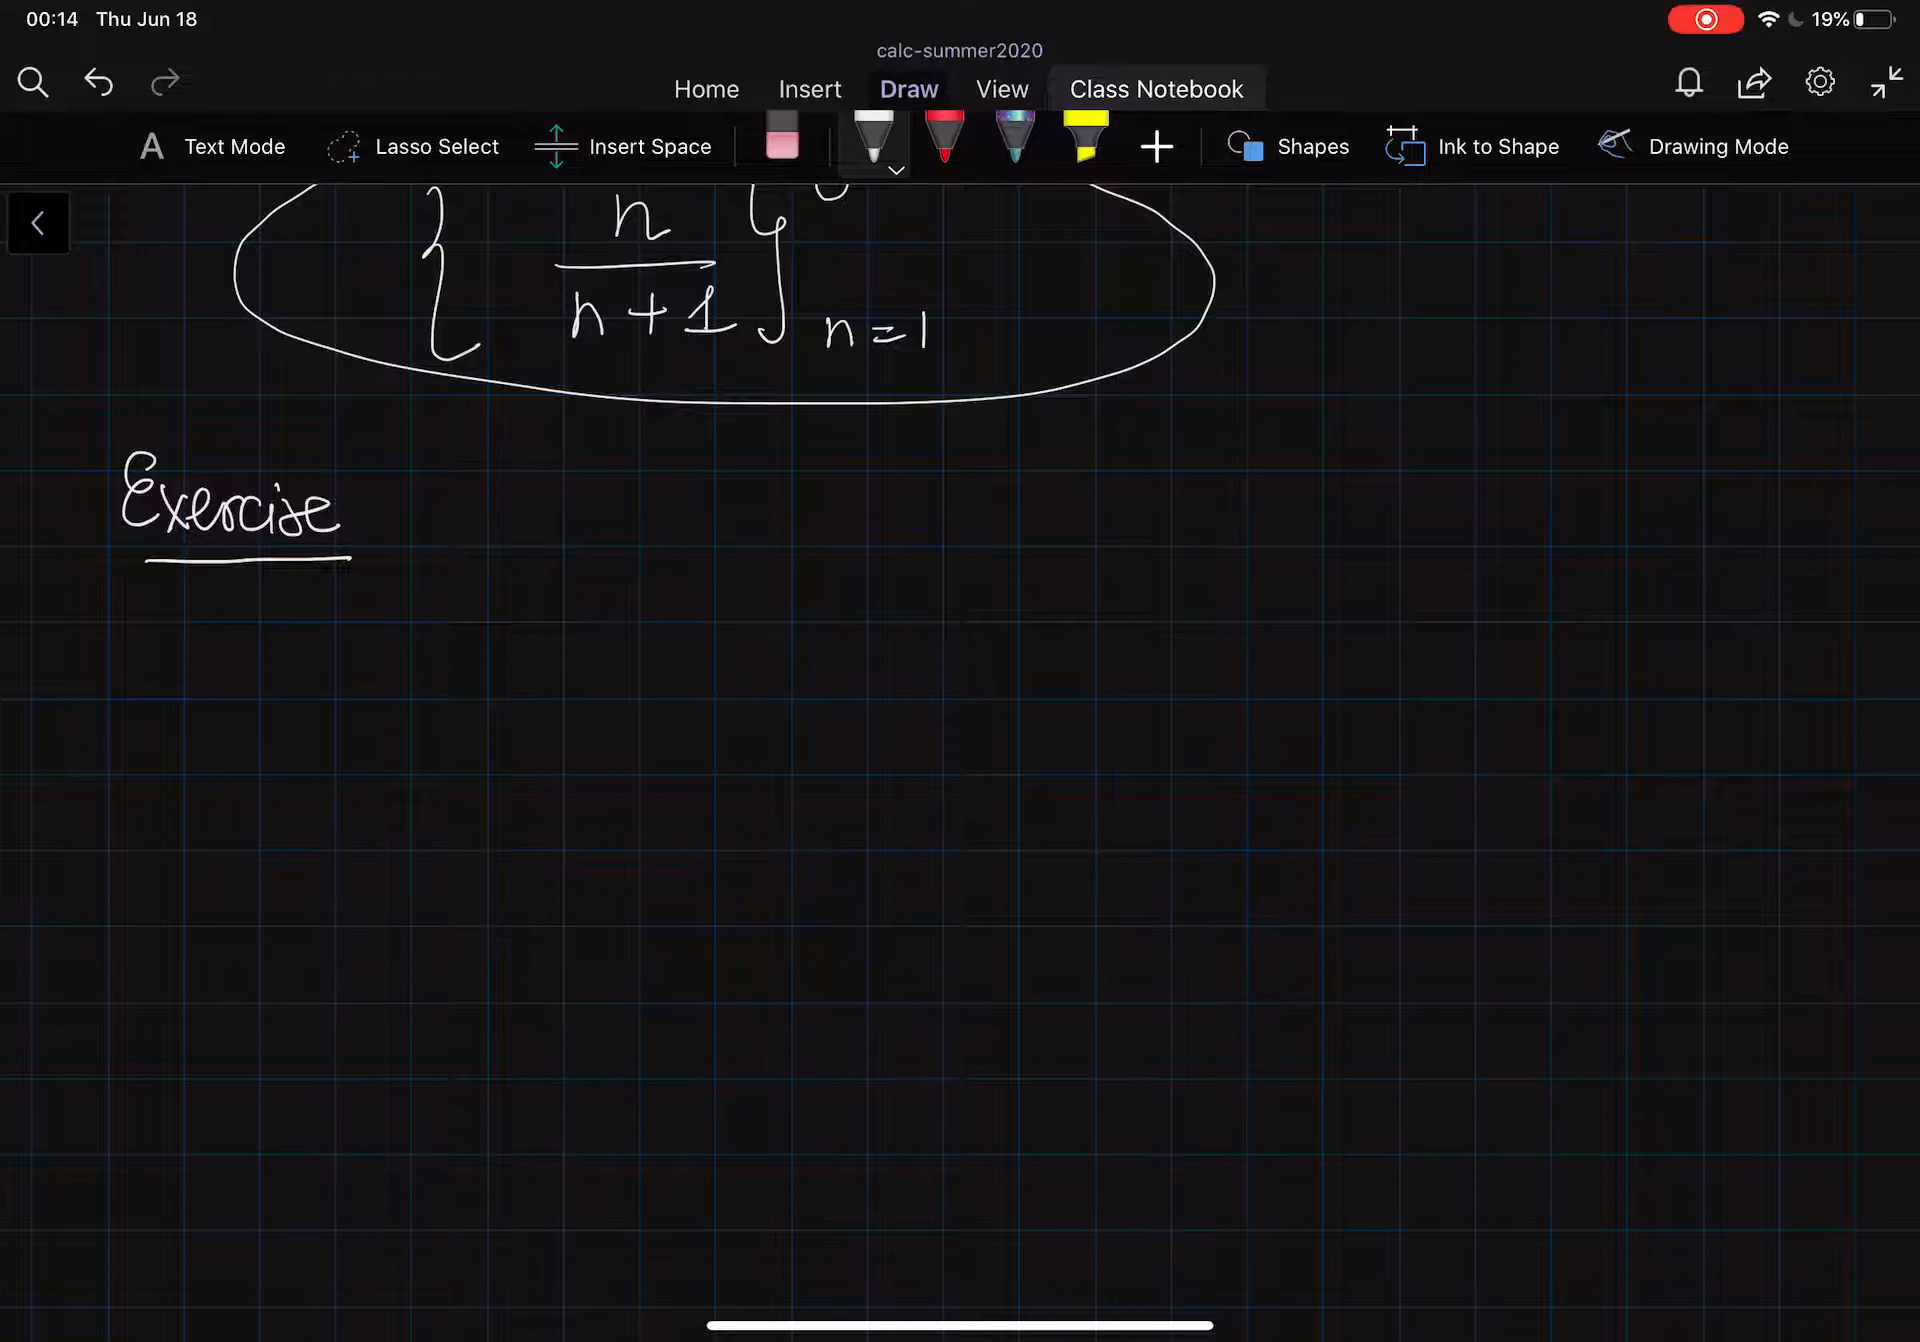 00:14 Thu Jun 18 19%
calc-summer2020
Home Insert Draw View Class Notebook
A Text Mode Lasso Select Insert Space Shapes Ink to Shape Drawing Mode
{ n / n+1 } n=1
Exercise